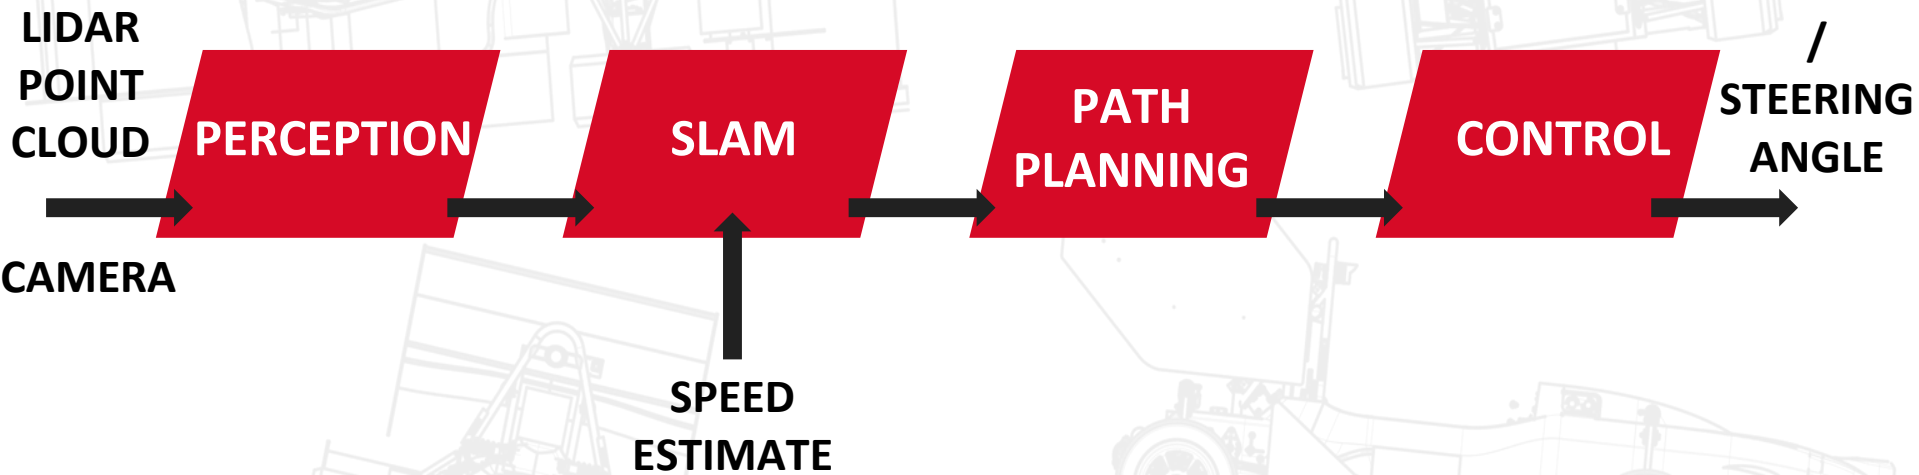 LIDAR
POINT
CLOUD
CAMERA
PERCEPTION
SLAM
SPEED
ESTIMATE
PATH
PLANNING
CONTROL
/
STEERING
ANGLE